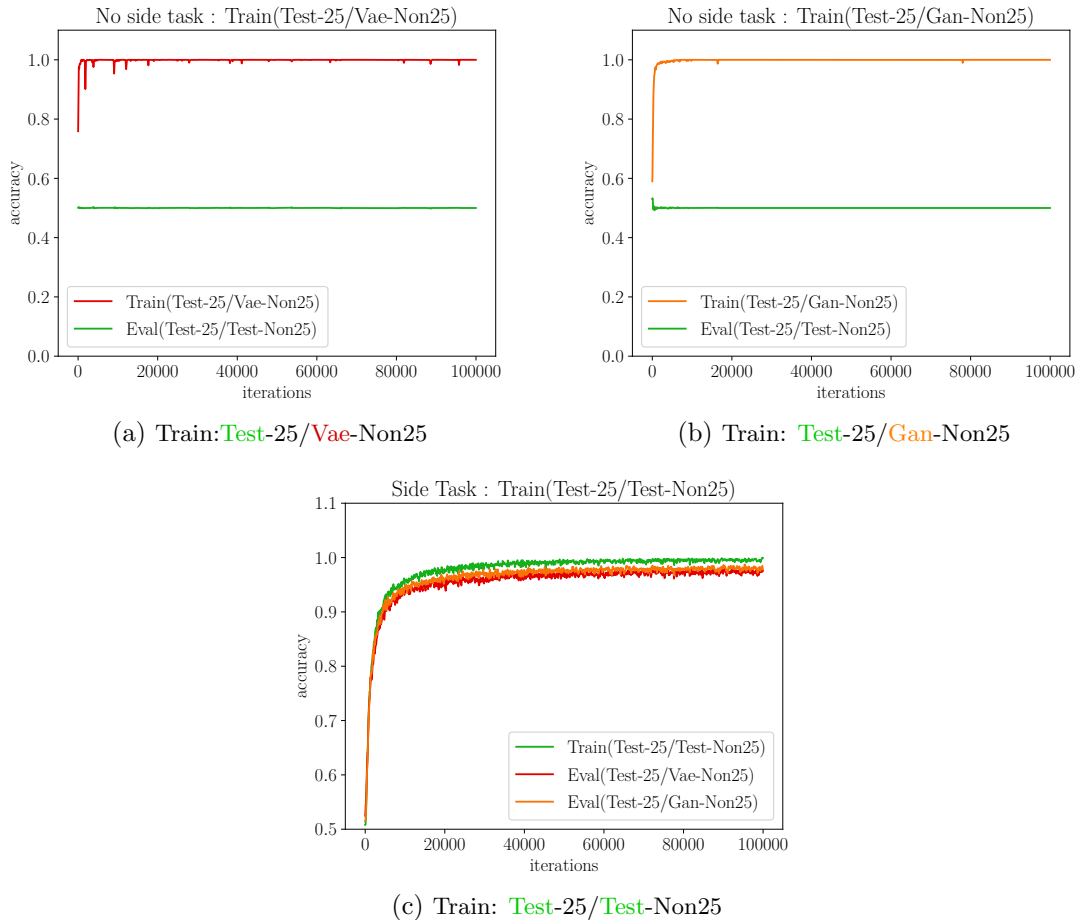 No side task : Train(Test-25/Vae-Non25)
1.0
0.8
0.6
0.4
0.2
0.0
accuracy
Train(Test-25/Vae-Non25)
Eval(Test-25/Test-Non25)
0 20000 40000 60000 80000 100000
iterations
(a) Train:Test-25/Vae-Non25
No side task : Train(Test-25/Gan-Non25)
1.0
0.8
0.6
0.4
0.2
0.0
accuracy
Train(Test-25/Gan-Non25)
Eval(Test-25/Test-Non25)
0 20000 40000 60000 80000 100000
iterations
(b) Train: Test-25/Gan-Non25
Side Task : Train(Test-25/Test-Non25)
1.1
1.0
0.9
0.8
0.7
0.6
0.5
accuracy
Train(Test-25/Test-Non25)
Eval(Test-25/Vae-Non25)
Eval(Test-25/Gan-Non25)
0 20000 40000 60000 80000 100000
iterations
(c) Train: Test-25/Test-Non25